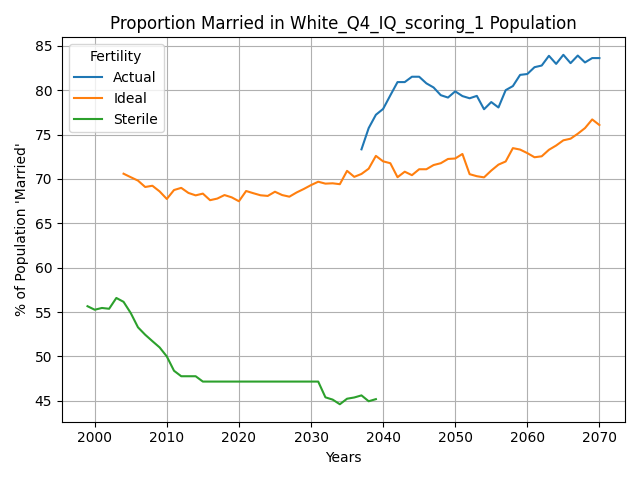 Proportion Married in White_Q4_IQ_scoring_1 Population
% of Population 'Married'
85
80
75
70
65
60
55
50
45
Fertility
Actual
Ideal
Sterile
2000 2010 2020 2030 2040 2050 2060 2070
Years